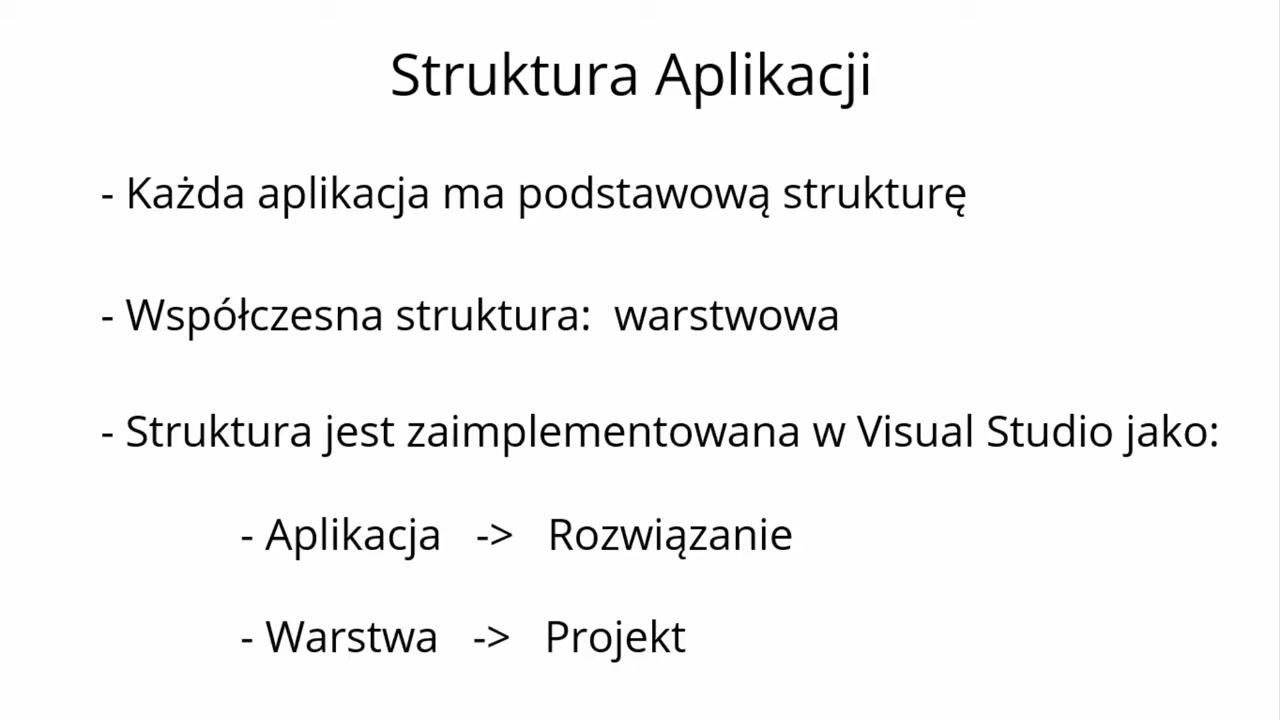 Struktura Aplikacji
- Każda aplikacja ma podstawową strukturę
- Współczesna struktura: warstwowa
- Struktura jest zaimplementowana w Visual Studio jako:
- Aplikacja -> Rozwiązanie
- Warstwa -> Projekt